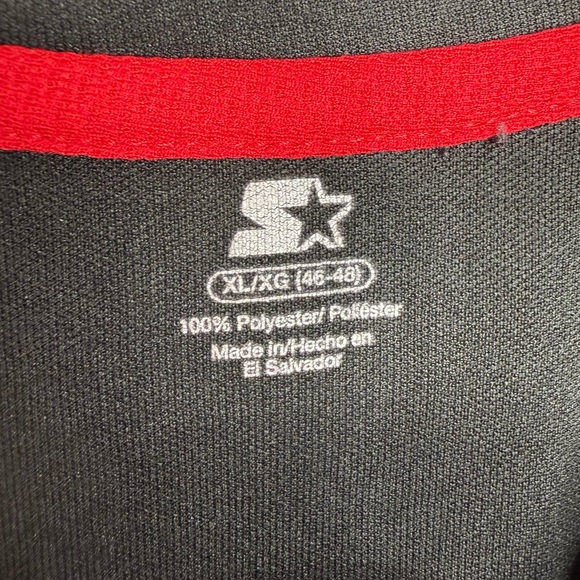 XL/XG (46-48)
100% Polyester/ Poliéster
Made in/Hecho en
El Salvador